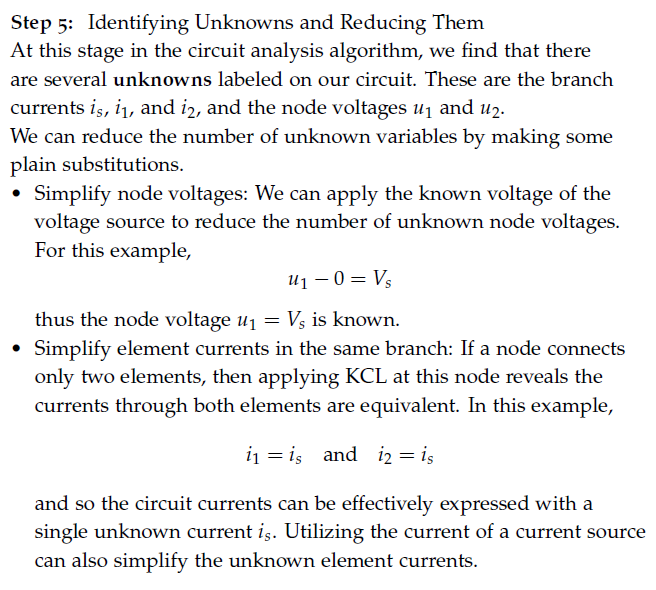 Step 5: Identifying Unknowns and Reducing Them
At this stage in the circuit analysis algorithm, we find that there
are several unknowns labeled on our circuit. These are the branch
currents i_s, i_1, and i_2, and the node voltages u_1 and u_2.
We can reduce the number of unknown variables by making some
plain substitutions.
• Simplify node voltages: We can apply the known voltage of the
voltage source to reduce the number of unknown node voltages.
For this example,
u_1 − 0 = V_s
thus the node voltage u_1 = V_s is known.
• Simplify element currents in the same branch: If a node connects
only two elements, then applying KCL at this node reveals the
currents through both elements are equivalent. In this example,
i_1 = i_s and i_2 = i_s
and so the circuit currents can be effectively expressed with a
single unknown current i_s. Utilizing the current of a current source
can also simplify the unknown element currents.